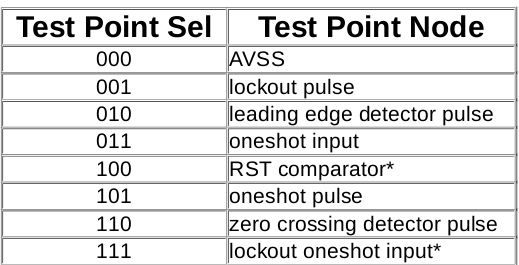 Test Point Sel Test Point Node
000 AVSS
001 lockout pulse
010 leading edge detector pulse
011 oneshot input
100 RST comparator*
101 oneshot pulse
110 zero crossing detector pulse
111 lockout oneshot input*